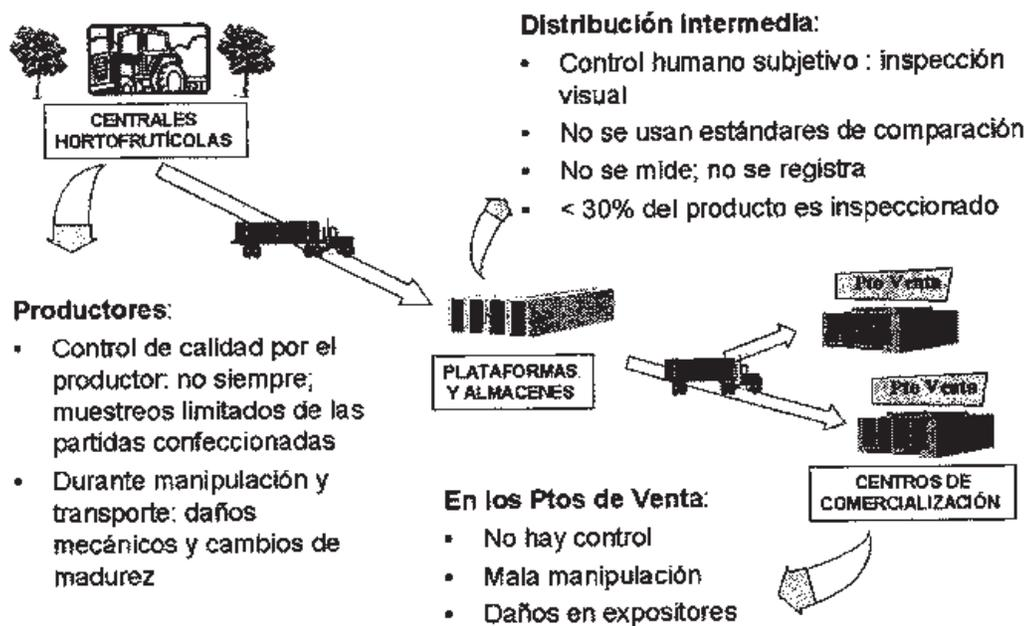 Distribución intermedia:
• Control humano subjetivo : inspección
visual
• No se usan estándares de comparación
• No se mide; no se registra
• < 30% del producto es inspeccionado
CENTRALES
HORTOFRUTÍCOLAS
Productores:
• Control de calidad por el
productor: no siempre;
muestreos limitados de las
partidas confeccionadas
• Durante manipulación y
transporte: daños
mecánicos y cambios de
madurez
PLATAFORMAS
Y ALMACENES
Pto Venta
Pto Venta
CENTROS DE
COMERCIALIZACIÓN
En los Ptos de Venta:
• No hay control
• Mala manipulación
• Daños en expositores